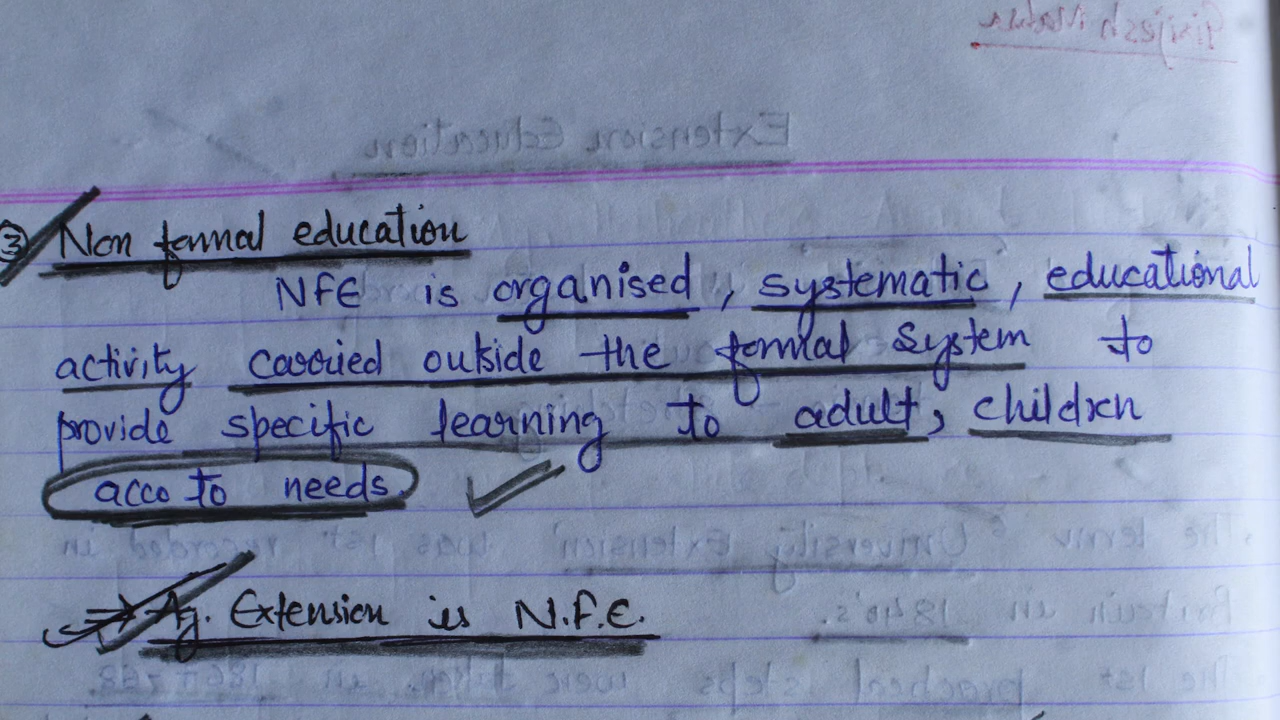 ③ Non formal education
NFE is organised, systematic, educational
activity carried outside the formal system to
provide specific learning to adult, children
acco to needs.
→ Ag. Extension is N.F.E.